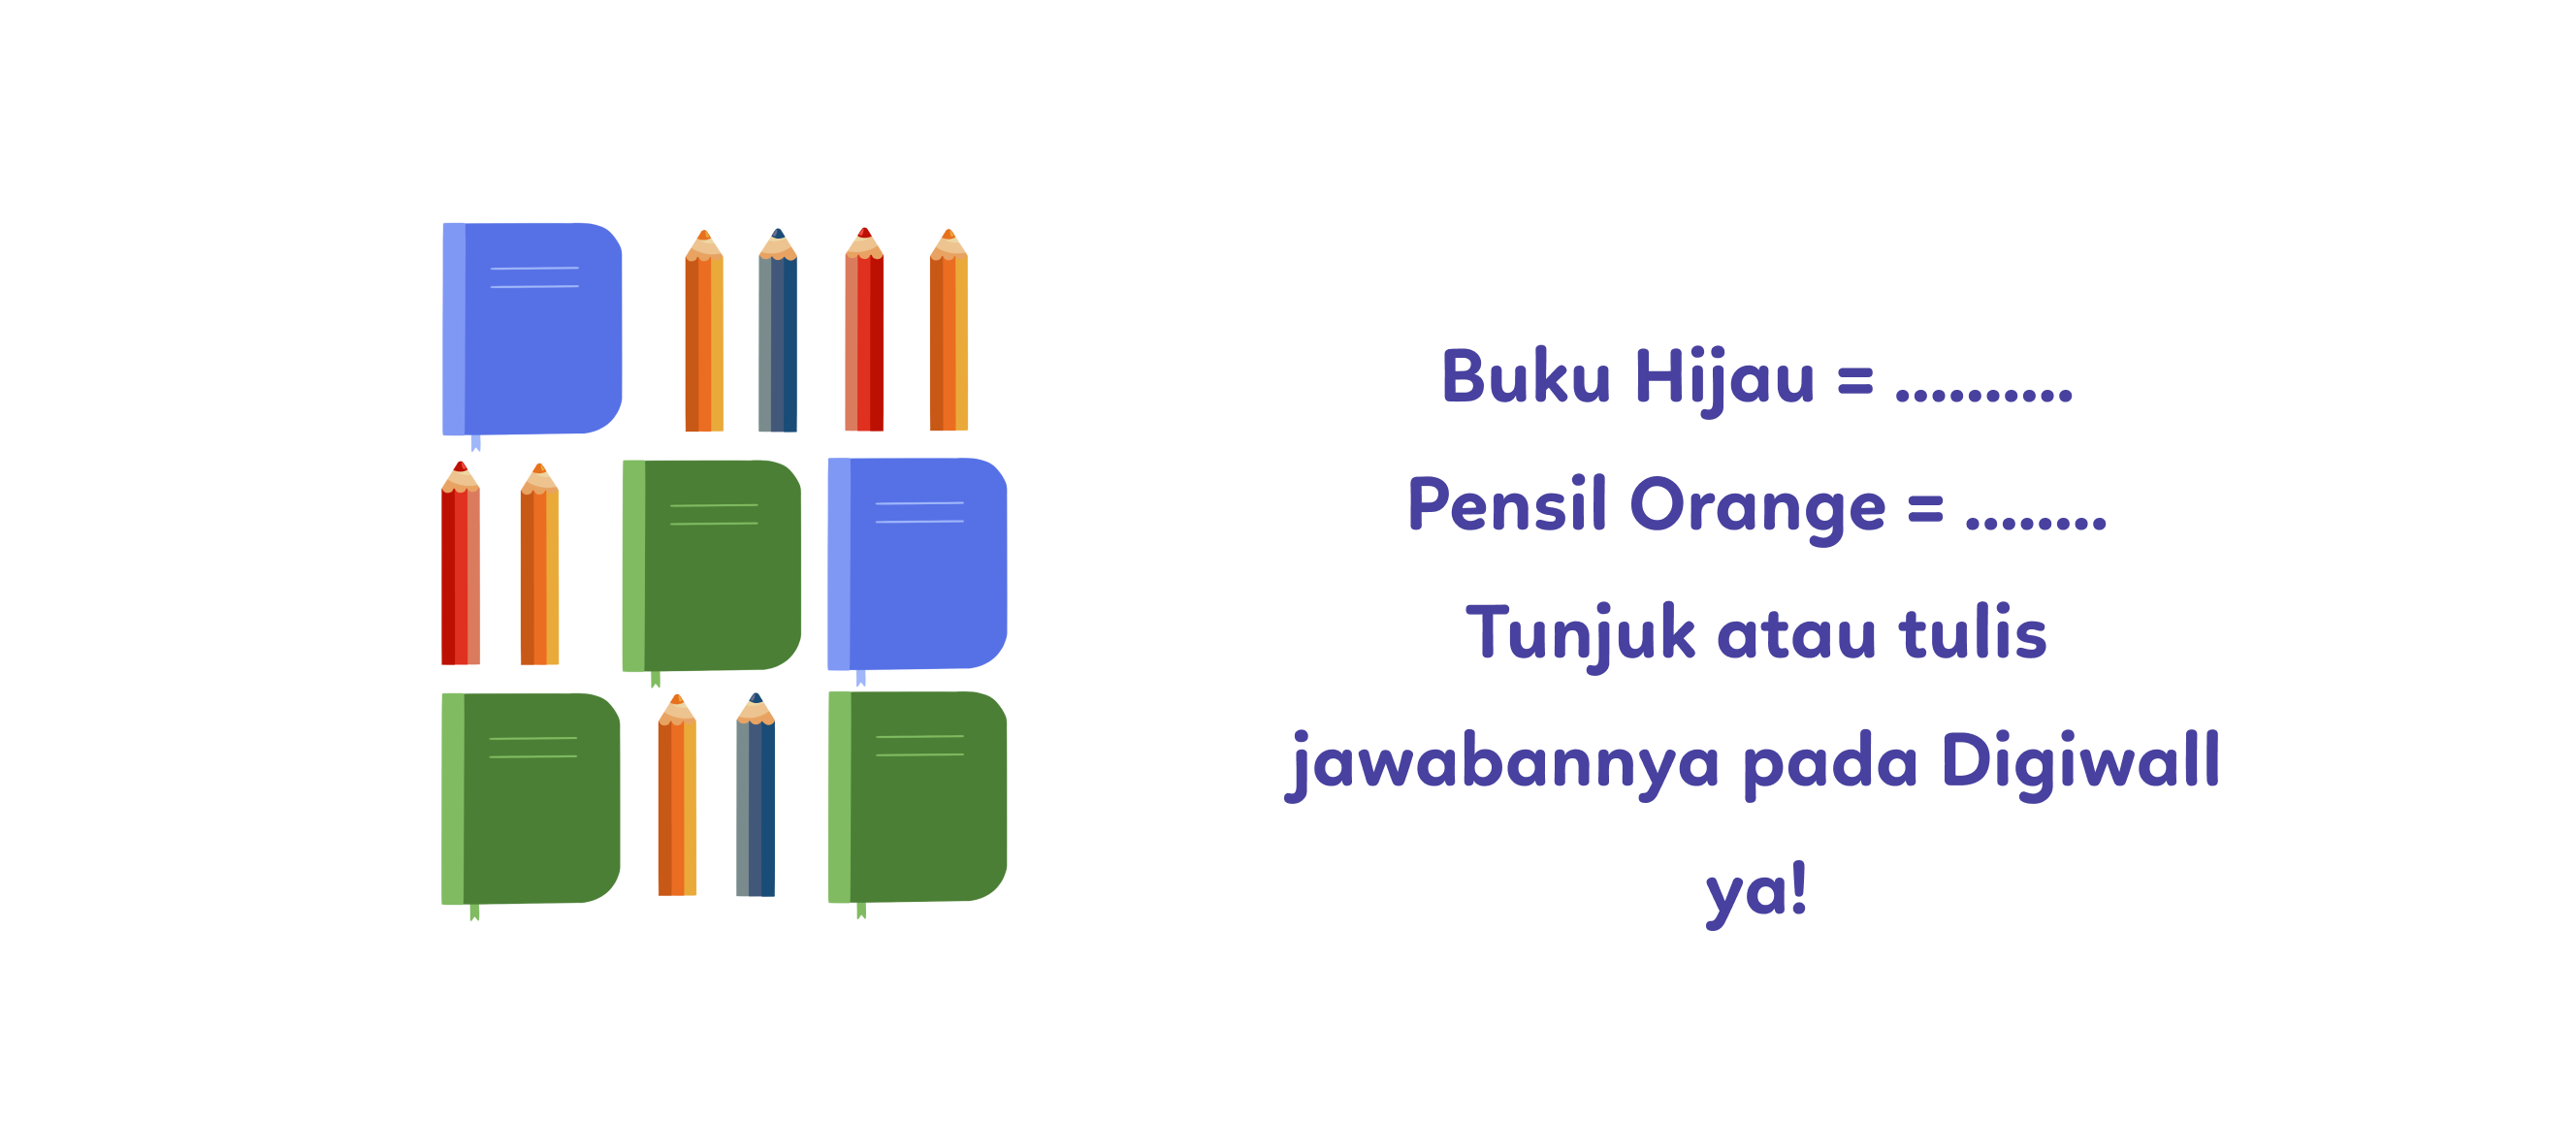 Buku Hijau = ..........
Pensil Orange = ........
Tunjuk atau tulis
jawabannya pada Digiwall
ya!